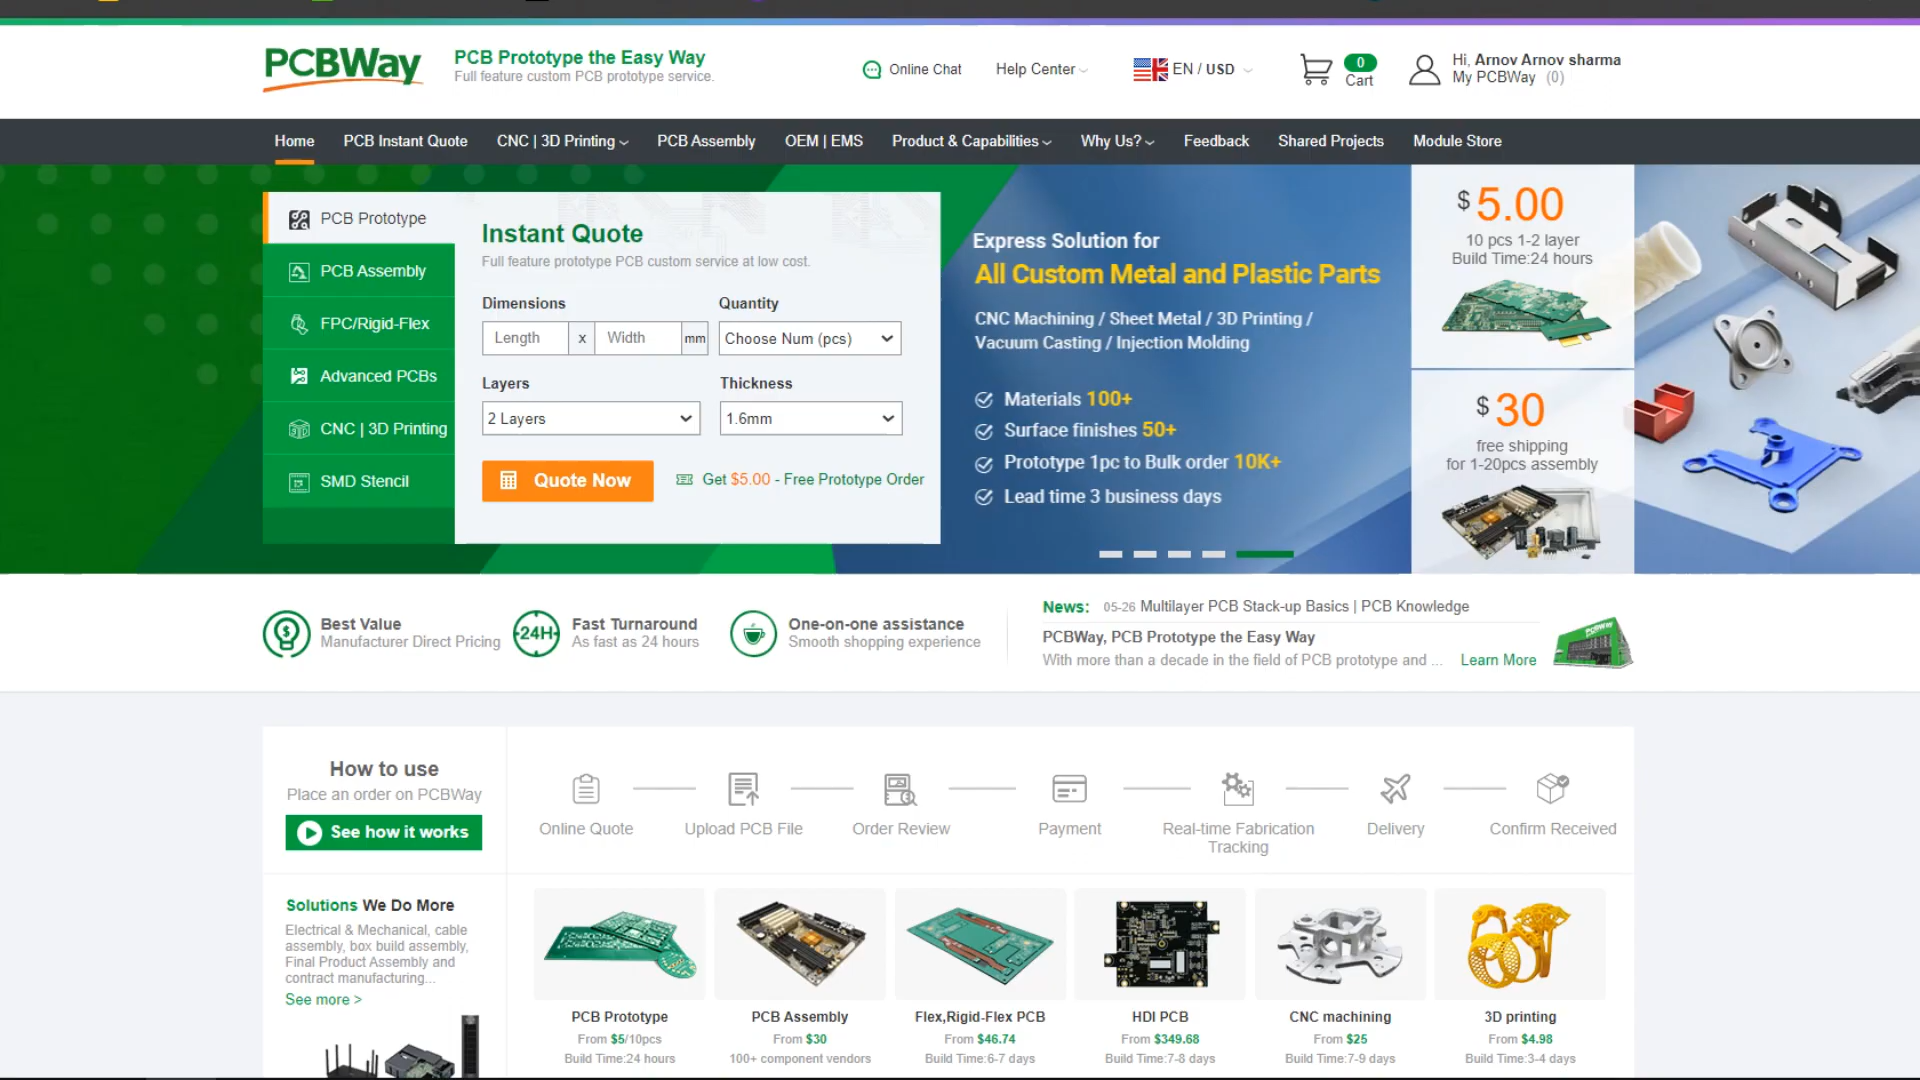 PCBWay
PCB Prototype the Easy Way
Full feature custom PCB prototype service.
Online Chat
Help Center
EN / USD
0
Cart
Hi, Arnov Arnov sharma
My PCBWay (0)
Home
PCB Instant Quote
CNC | 3D Printing
PCB Assembly
OEM | EMS
Product & Capabilities
Why Us?
Feedback
Shared Projects
Module Store
PCB Prototype
PCB Assembly
FPC/Rigid-Flex
Advanced PCBs
CNC | 3D Printing
SMD Stencil
Instant Quote
Full feature prototype PCB custom service at low cost.
Dimensions
Quantity
Length x Width mm
Choose Num (pcs)
Layers
Thickness
2 Layers
1.6mm
Quote Now
Get $5.00 - Free Prototype Order
Express Solution for
All Custom Metal and Plastic Parts
CNC Machining / Sheet Metal / 3D Printing /
Vacuum Casting / Injection Molding
Materials 100+
Surface finishes 50+
Prototype 1pc to Bulk order 10K+
Lead time 3 business days
$ 5.00
10 pcs 1-2 layer
Build Time:24 hours
$ 30
free shipping
for 1-20pcs assembly
Best Value
Manufacturer Direct Pricing
24H
Fast Turnaround
As fast as 24 hours
One-on-one assistance
Smooth shopping experience
News: 05-26 Multilayer PCB Stack-up Basics | PCB Knowledge
PCBWay, PCB Prototype the Easy Way
With more than a decade in the field of PCB prototype and ... Learn More
PCBWay
How to use
Place an order on PCBWay
See how it works
Online Quote
Upload PCB File
Order Review
Payment
Real-time Fabrication
Tracking
Delivery
Confirm Received
Solutions We Do More
Electrical & Mechanical, cable
assembly, box build assembly,
Final Product Assembly and
contract manufacturing...
See more >
PCB Prototype
From $5/10pcs
Build Time:24 hours
PCB Assembly
From $30
100+ component vendors
Flex,Rigid-Flex PCB
From $46.74
Build Time:6-7 days
HDI PCB
From $349.68
Build Time:7-8 days
CNC machining
From $25
Build Time:7-9 days
3D printing
From $4.98
Build Time:3-4 days